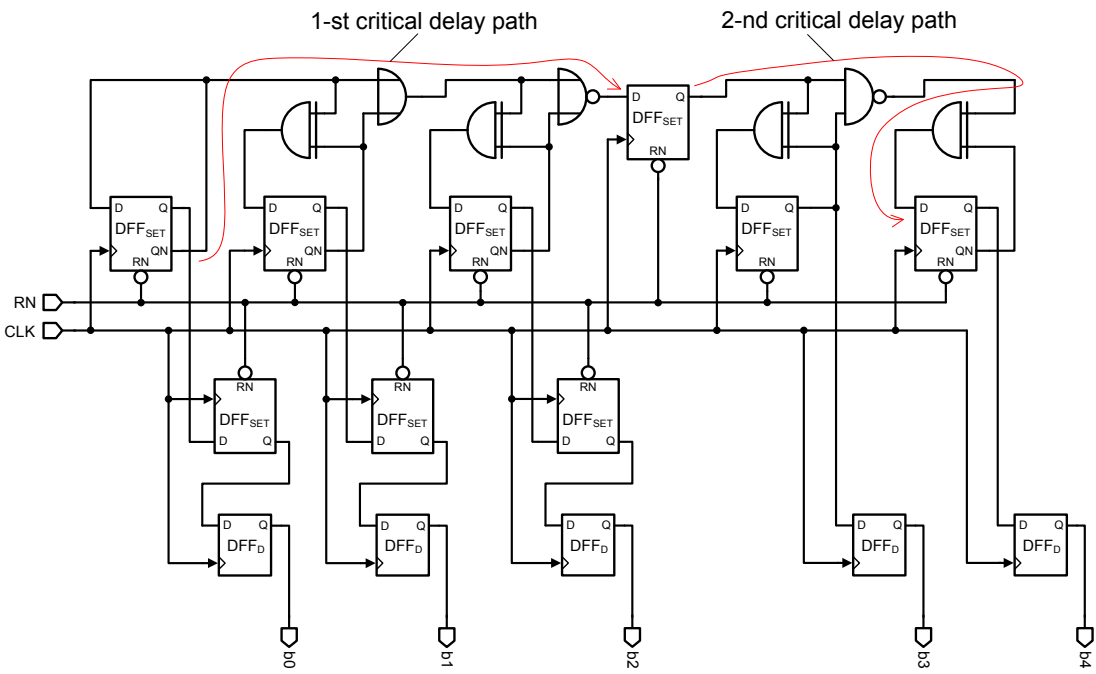 1-st critical delay path
2-nd critical delay path
D Q
DFFSET
RN
D Q
DFFSET
QN
RN
D Q
DFFSET
QN
RN
D Q
DFFSET
QN
RN
D Q
DFFSET
RN
D Q
DFFSET
QN
RN
RN
CLK
RN
DFFSET
D Q
RN
DFFSET
D Q
RN
DFFSET
D Q
D Q
DFFD
D Q
DFFD
D Q
DFFD
D Q
DFFD
D Q
DFFD
b0
b1
b2
b3
b4